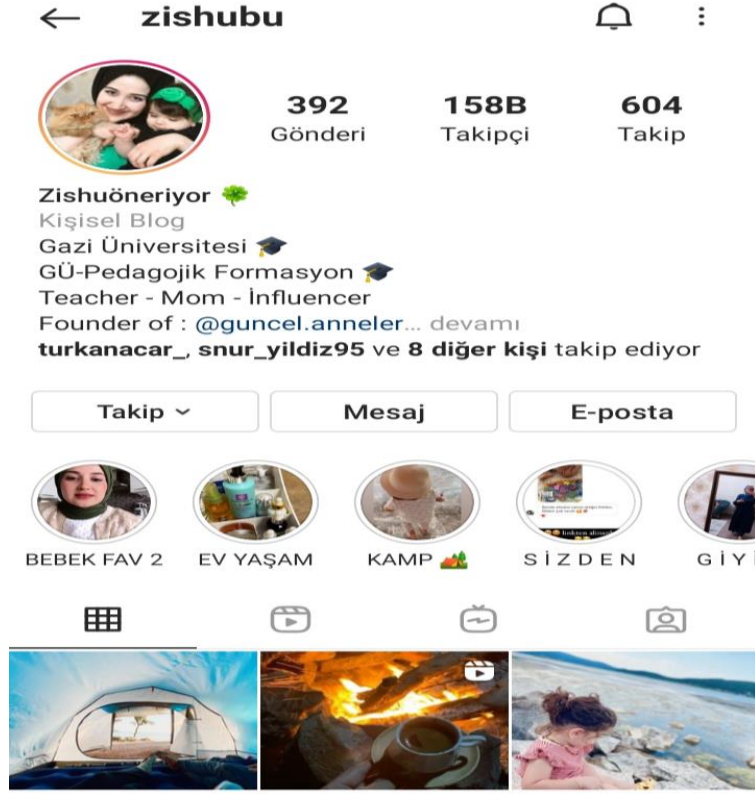 zishubu
392 158B 604
Gönderi Takipçi Takip
Zishuöneriyor 🍀
Kişisel Blog
Gazi Üniversitesi 🎓
GÜ-Pedagojik Formasyon 🎓
Teacher - Mom - İnfluencer
Founder of : @guncel.anneler... devamı
turkanacar_, snur_yildiz95 ve 8 diğer kişi takip ediyor
Takip Mesaj E-posta
BEBEK FAV 2 EV YAŞAM KAMP 🏕️ S İ Z D E N G İ Y İ